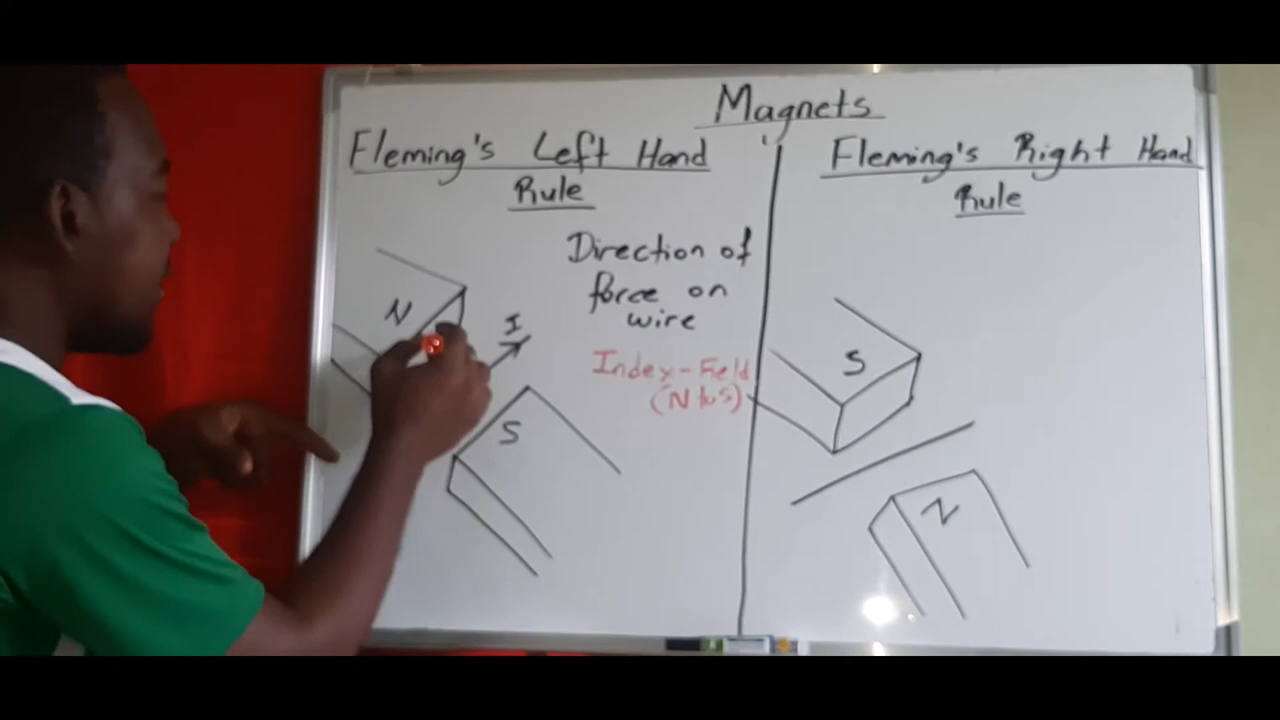 Magnets
Fleming's Left Hand
Rule
Direction of
force on
wire
Index-Field
(N to S)
N
I
S
Fleming's Right Hand
Rule
S
N